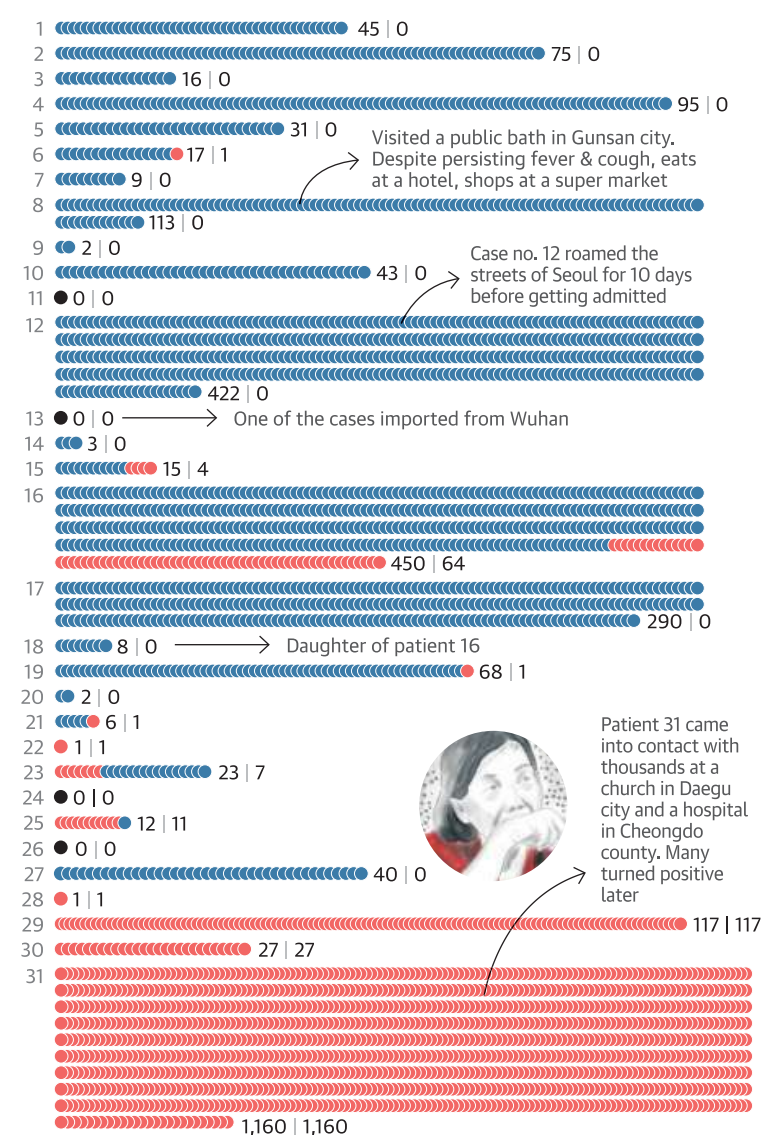 1 45 | 0
2 75 | 0
3 16 | 0
4 95 | 0
5 31 | 0
6 17 | 1
Visited a public bath in Gunsan city.
Despite persisting fever & cough, eats
at a hotel, shops at a super market
7 9 | 0
8 113 | 0
9 2 | 0
10 43 | 0
Case no. 12 roamed the
streets of Seoul for 10 days
before getting admitted
11 0 | 0
12 422 | 0
13 0 | 0 One of the cases imported from Wuhan
14 3 | 0
15 15 | 4
16 450 | 64
17 290 | 0
18 8 | 0 Daughter of patient 16
19 68 | 1
20 2 | 0
21 6 | 1
22 1 | 1
23 23 | 7
24 0 | 0
25 12 | 11
26 0 | 0
27 40 | 0
28 1 | 1
Patient 31 came
into contact with
thousands at a
church in Daegu
city and a hospital
in Cheongdo
county. Many
turned positive
later
29 117 | 117
30 27 | 27
31 1,160 | 1,160